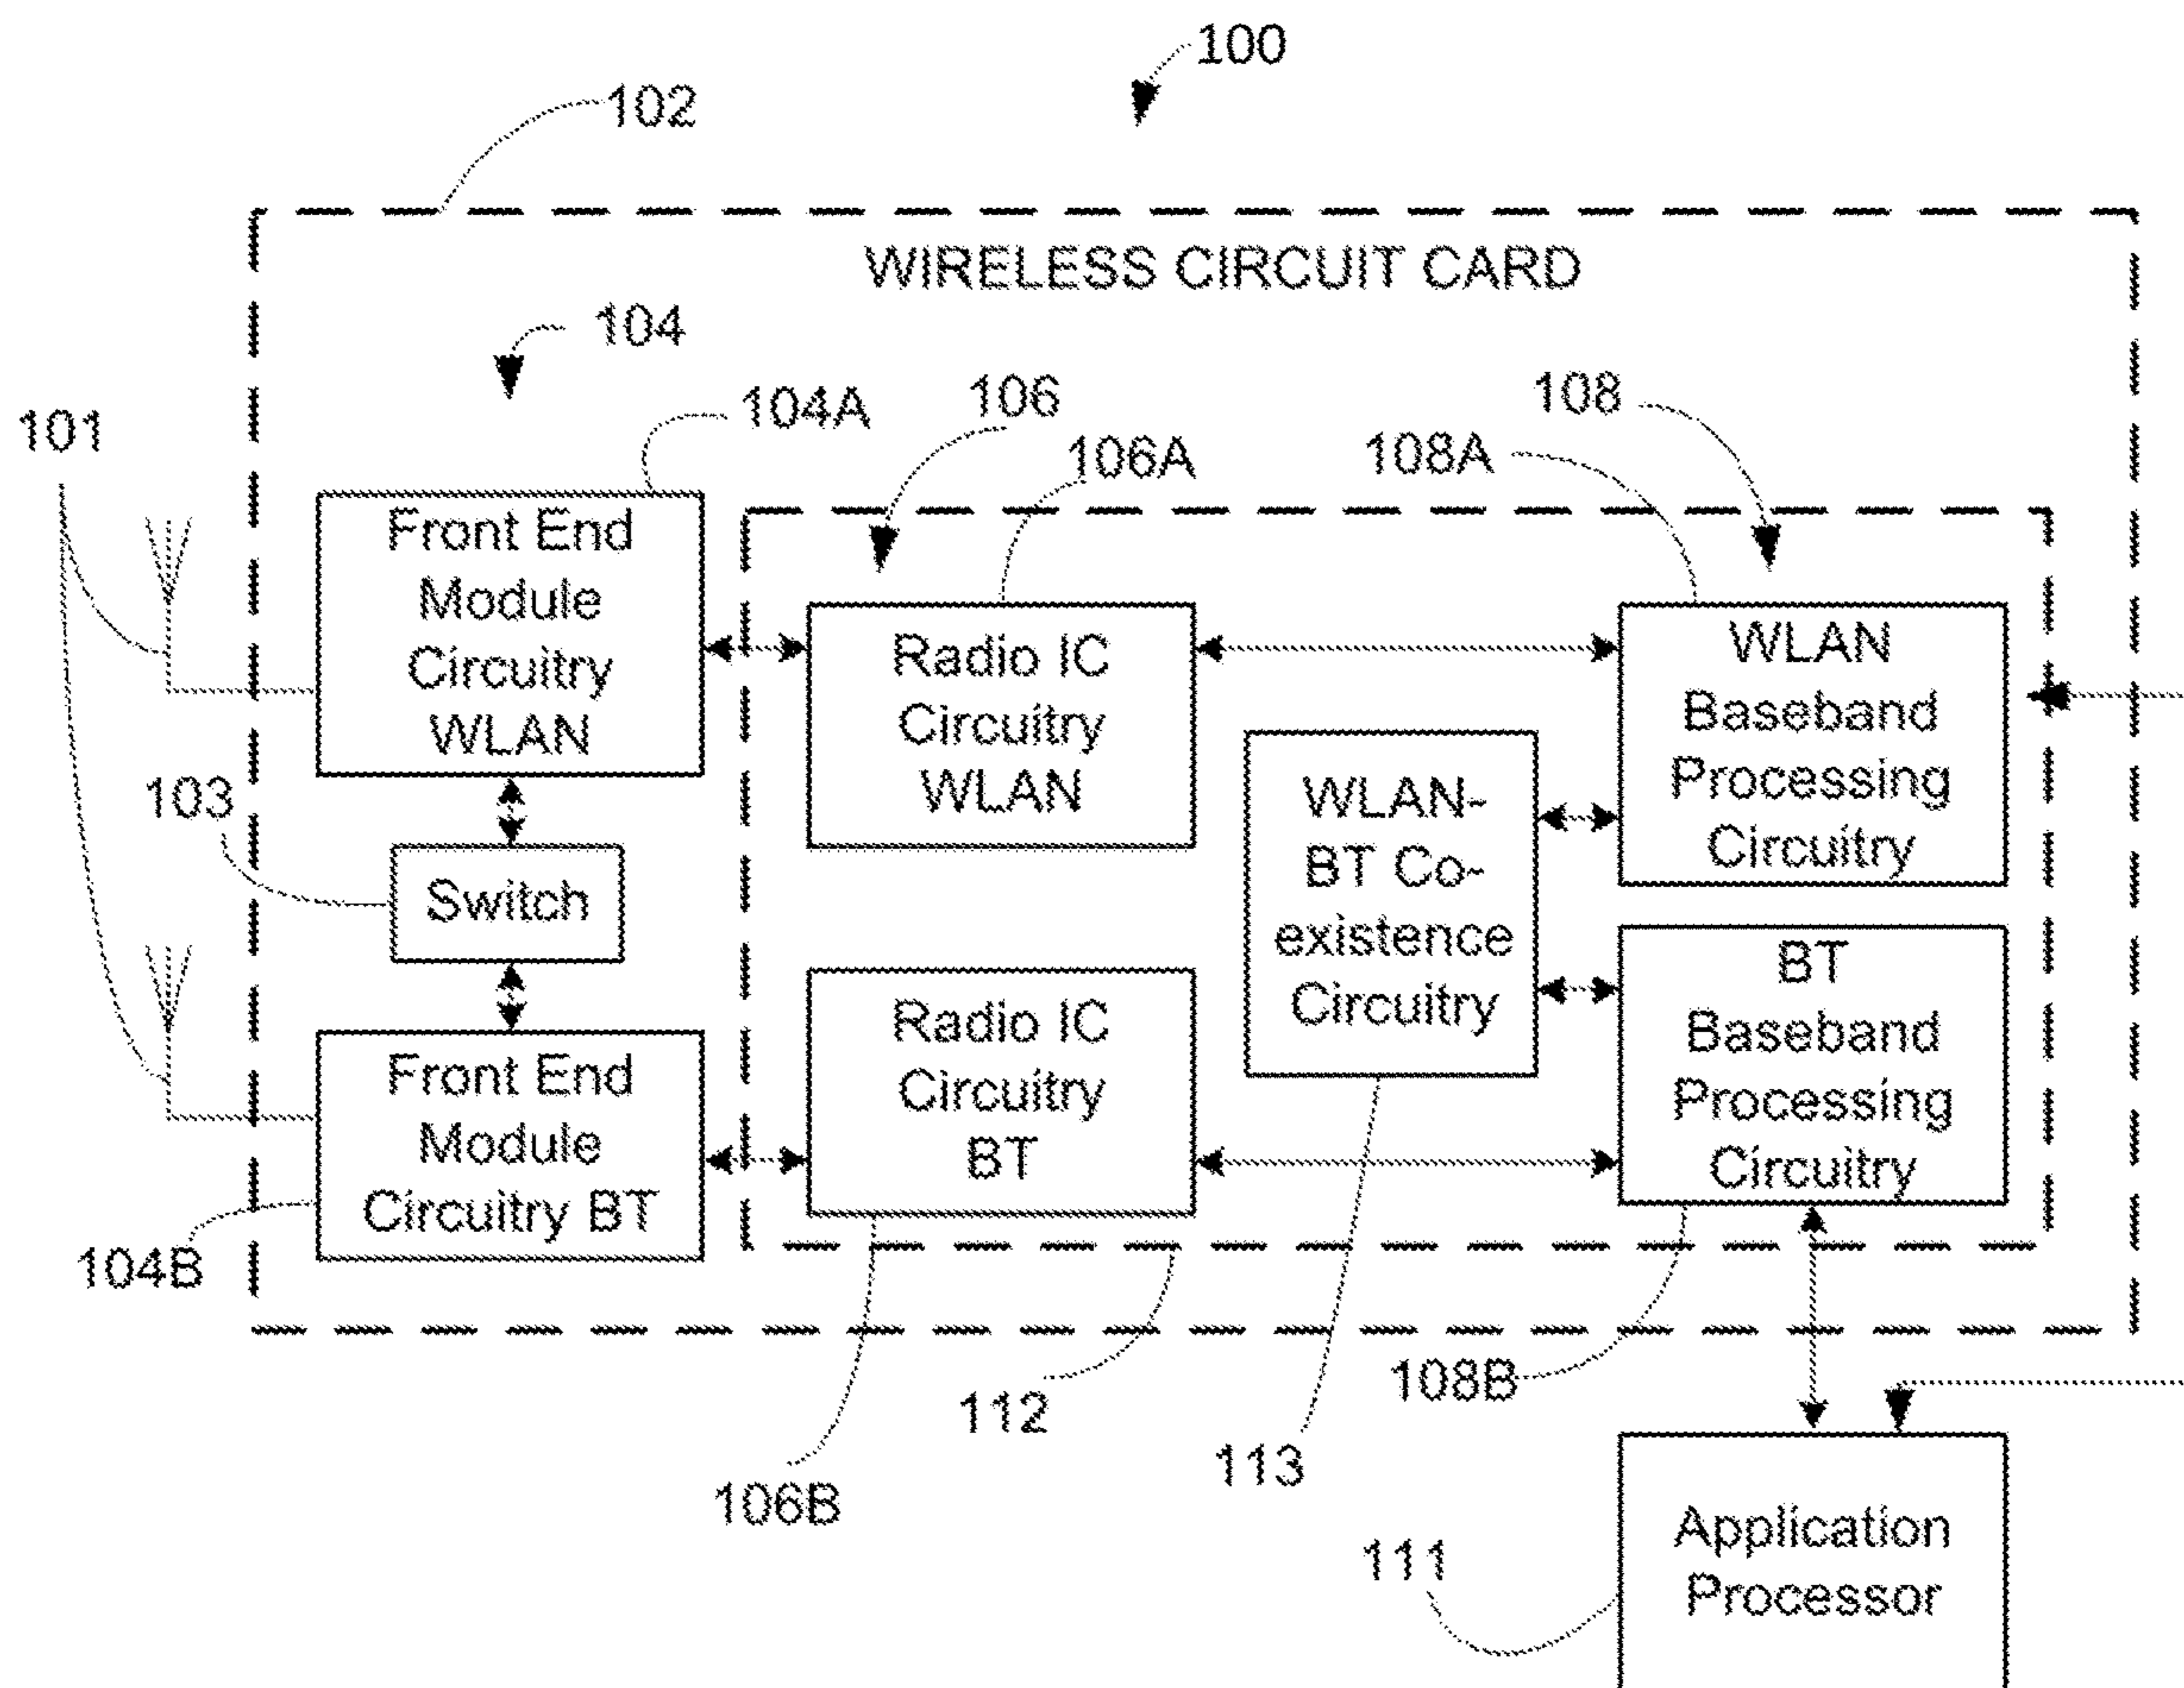 100
102
WIRELESS CIRCUIT CARD
104
104A
106
106A
108
108A
101
Front End
Module
Circuitry
WLAN
Radio IC
Circuitry
WLAN
WLAN
Baseband
Processing
Circuitry
103
Switch
WLAN-
BT Co-
existence
Circuitry
Front End
Module
Circuitry BT
Radio IC
Circuitry
BT
BT
Baseband
Processing
Circuitry
104B
106B
112
113
108B
111
Application
Processor